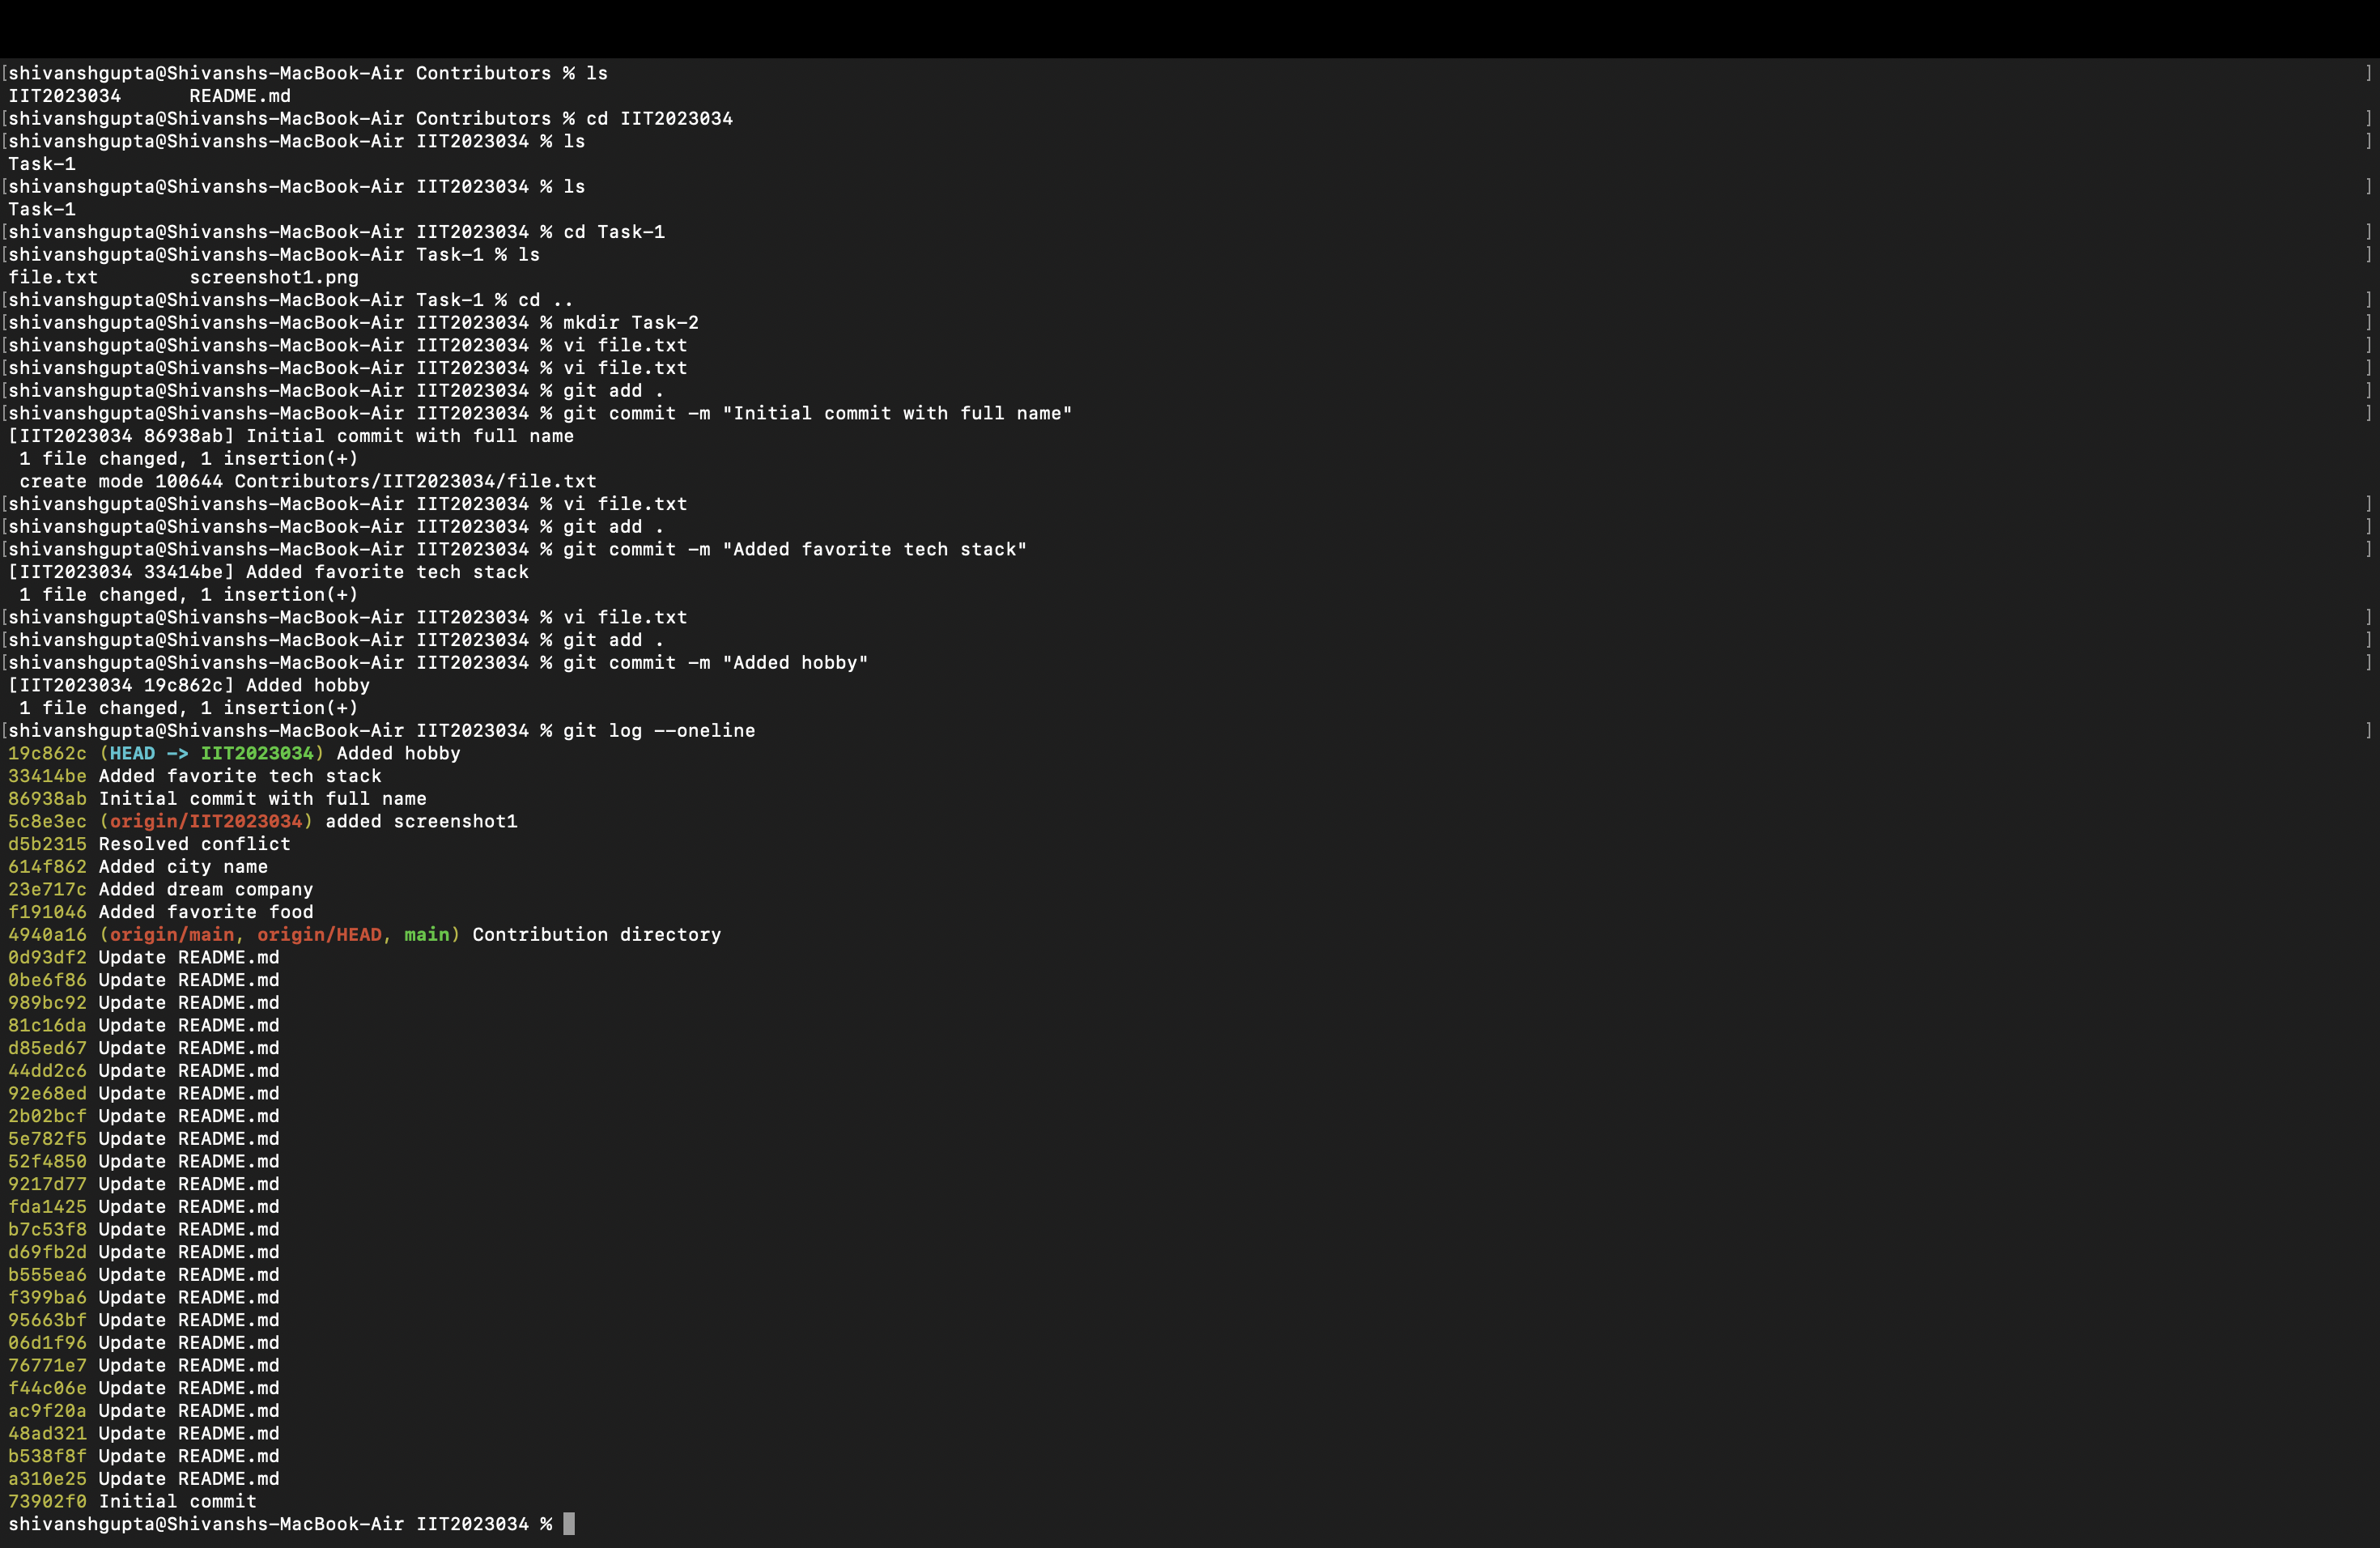 [shivanshgupta@Shivanshs-MacBook-Air Contributors % ls ]
IIT2023034 README.md
[shivanshgupta@Shivanshs-MacBook-Air Contributors % cd IIT2023034 ]
[shivanshgupta@Shivanshs-MacBook-Air IIT2023034 % ls ]
Task-1
[shivanshgupta@Shivanshs-MacBook-Air IIT2023034 % ls ]
Task-1
[shivanshgupta@Shivanshs-MacBook-Air IIT2023034 % cd Task-1 ]
[shivanshgupta@Shivanshs-MacBook-Air Task-1 % ls ]
file.txt screenshot1.png
[shivanshgupta@Shivanshs-MacBook-Air Task-1 % cd .. ]
[shivanshgupta@Shivanshs-MacBook-Air IIT2023034 % mkdir Task-2 ]
[shivanshgupta@Shivanshs-MacBook-Air IIT2023034 % vi file.txt ]
[shivanshgupta@Shivanshs-MacBook-Air IIT2023034 % vi file.txt ]
[shivanshgupta@Shivanshs-MacBook-Air IIT2023034 % git add . ]
[shivanshgupta@Shivanshs-MacBook-Air IIT2023034 % git commit -m "Initial commit with full name" ]
[IIT2023034 86938ab] Initial commit with full name
1 file changed, 1 insertion(+)
create mode 100644 Contributors/IIT2023034/file.txt
[shivanshgupta@Shivanshs-MacBook-Air IIT2023034 % vi file.txt ]
[shivanshgupta@Shivanshs-MacBook-Air IIT2023034 % git add . ]
[shivanshgupta@Shivanshs-MacBook-Air IIT2023034 % git commit -m "Added favorite tech stack" ]
[IIT2023034 33414be] Added favorite tech stack
1 file changed, 1 insertion(+)
[shivanshgupta@Shivanshs-MacBook-Air IIT2023034 % vi file.txt ]
[shivanshgupta@Shivanshs-MacBook-Air IIT2023034 % git add . ]
[shivanshgupta@Shivanshs-MacBook-Air IIT2023034 % git commit -m "Added hobby" ]
[IIT2023034 19c862c] Added hobby
1 file changed, 1 insertion(+)
[shivanshgupta@Shivanshs-MacBook-Air IIT2023034 % git log --oneline ]
19c862c (HEAD -> IIT2023034) Added hobby
33414be Added favorite tech stack
86938ab Initial commit with full name
5c8e3ec (origin/IIT2023034) added screenshot1
d5b2315 Resolved conflict
614f862 Added city name
23e717c Added dream company
f191046 Added favorite food
4940a16 (origin/main, origin/HEAD, main) Contribution directory
0d93df2 Update README.md
0be6f86 Update README.md
989bc92 Update README.md
81c16da Update README.md
d85ed67 Update README.md
44dd2c6 Update README.md
92e68ed Update README.md
2b02bcf Update README.md
5e782f5 Update README.md
52f4850 Update README.md
9217d77 Update README.md
fda1425 Update README.md
b7c53f8 Update README.md
d69fb2d Update README.md
b555ea6 Update README.md
f399ba6 Update README.md
95663bf Update README.md
06d1f96 Update README.md
76771e7 Update README.md
f44c06e Update README.md
ac9f20a Update README.md
48ad321 Update README.md
b538f8f Update README.md
a310e25 Update README.md
73902f0 Initial commit
shivanshgupta@Shivanshs-MacBook-Air IIT2023034 %